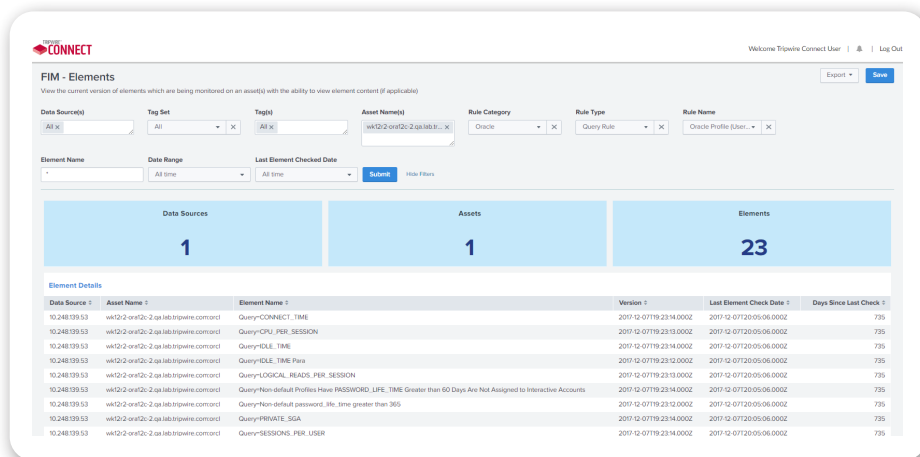 TRIPWIRE
CONNECT
Welcome Tripwire Connect User | | Log Out
FIM - Elements
Export
Save
View the current version of elements which are being monitored on an asset(s) with the ability to view element content (if applicable)
Data Source(s) Tag Set Tag(s) Asset Name(s) Rule Category Rule Type Rule Name
All × All × All × wk12r2-ora12c-2.qa.lab.tr... × Oracle × Query Rule × Oracle Profile (User... ×
Element Name Date Range Last Element Checked Date
* All time All time Submit Hide Filters
Data Sources Assets Elements
1 1 23
Element Details
Data Source Asset Name Element Name Version Last Element Check Date Days Since Last Check
10.248.139.53 wk12r2-ora12c-2.qa.lab.tripwire.com:orcl Query=CONNECT_TIME 2017-12-07T19:23:14.000Z 2017-12-07T20:05:06.000Z 735
10.248.139.53 wk12r2-ora12c-2.qa.lab.tripwire.com:orcl Query=CPU_PER_SESSION 2017-12-07T19:23:13.000Z 2017-12-07T20:05:06.000Z 735
10.248.139.53 wk12r2-ora12c-2.qa.lab.tripwire.com:orcl Query=IDLE_TIME 2017-12-07T19:23:14.000Z 2017-12-07T20:05:06.000Z 735
10.248.139.53 wk12r2-ora12c-2.qa.lab.tripwire.com:orcl Query=IDLE_TIME Para 2017-12-07T19:23:12.000Z 2017-12-07T20:05:06.000Z 735
10.248.139.53 wk12r2-ora12c-2.qa.lab.tripwire.com:orcl Query=LOGICAL_READS_PER_SESSION 2017-12-07T19:23:13.000Z 2017-12-07T20:05:06.000Z 735
10.248.139.53 wk12r2-ora12c-2.qa.lab.tripwire.com:orcl Query=Non-default Profiles Have PASSWORD_LIFE_TIME Greater than 60 Days Are Not Assigned to Interactive Accounts 2017-12-07T19:23:14.000Z 2017-12-07T20:05:06.000Z 735
10.248.139.53 wk12r2-ora12c-2.qa.lab.tripwire.com:orcl Query=Non-default password_life_time greater than 365 2017-12-07T19:23:12.000Z 2017-12-07T20:05:06.000Z 735
10.248.139.53 wk12r2-ora12c-2.qa.lab.tripwire.com:orcl Query=PRIVATE_SGA 2017-12-07T19:23:14.000Z 2017-12-07T20:05:06.000Z 735
10.248.139.53 wk12r2-ora12c-2.qa.lab.tripwire.com:orcl Query=SESSIONS_PER_USER 2017-12-07T19:23:14.000Z 2017-12-07T20:05:06.000Z 735